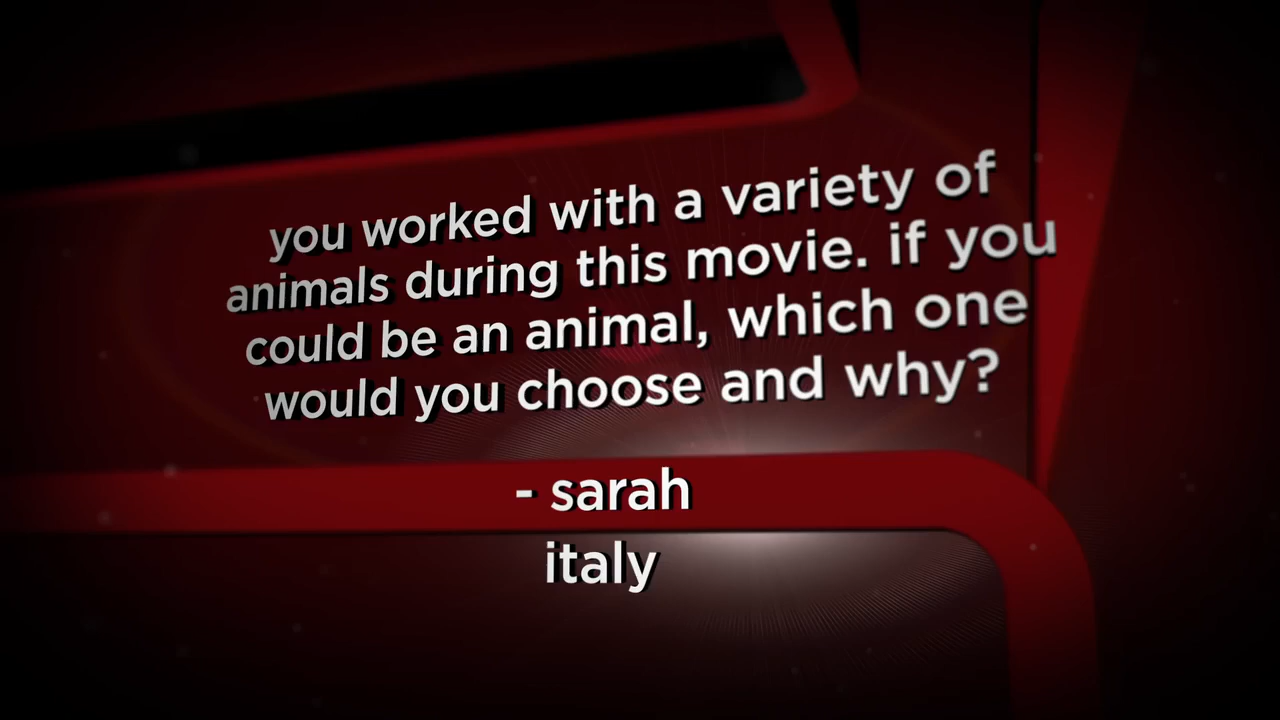 you worked with a variety of
animals during this movie. if you
could be an animal, which one
would you choose and why?
- sarah
italy